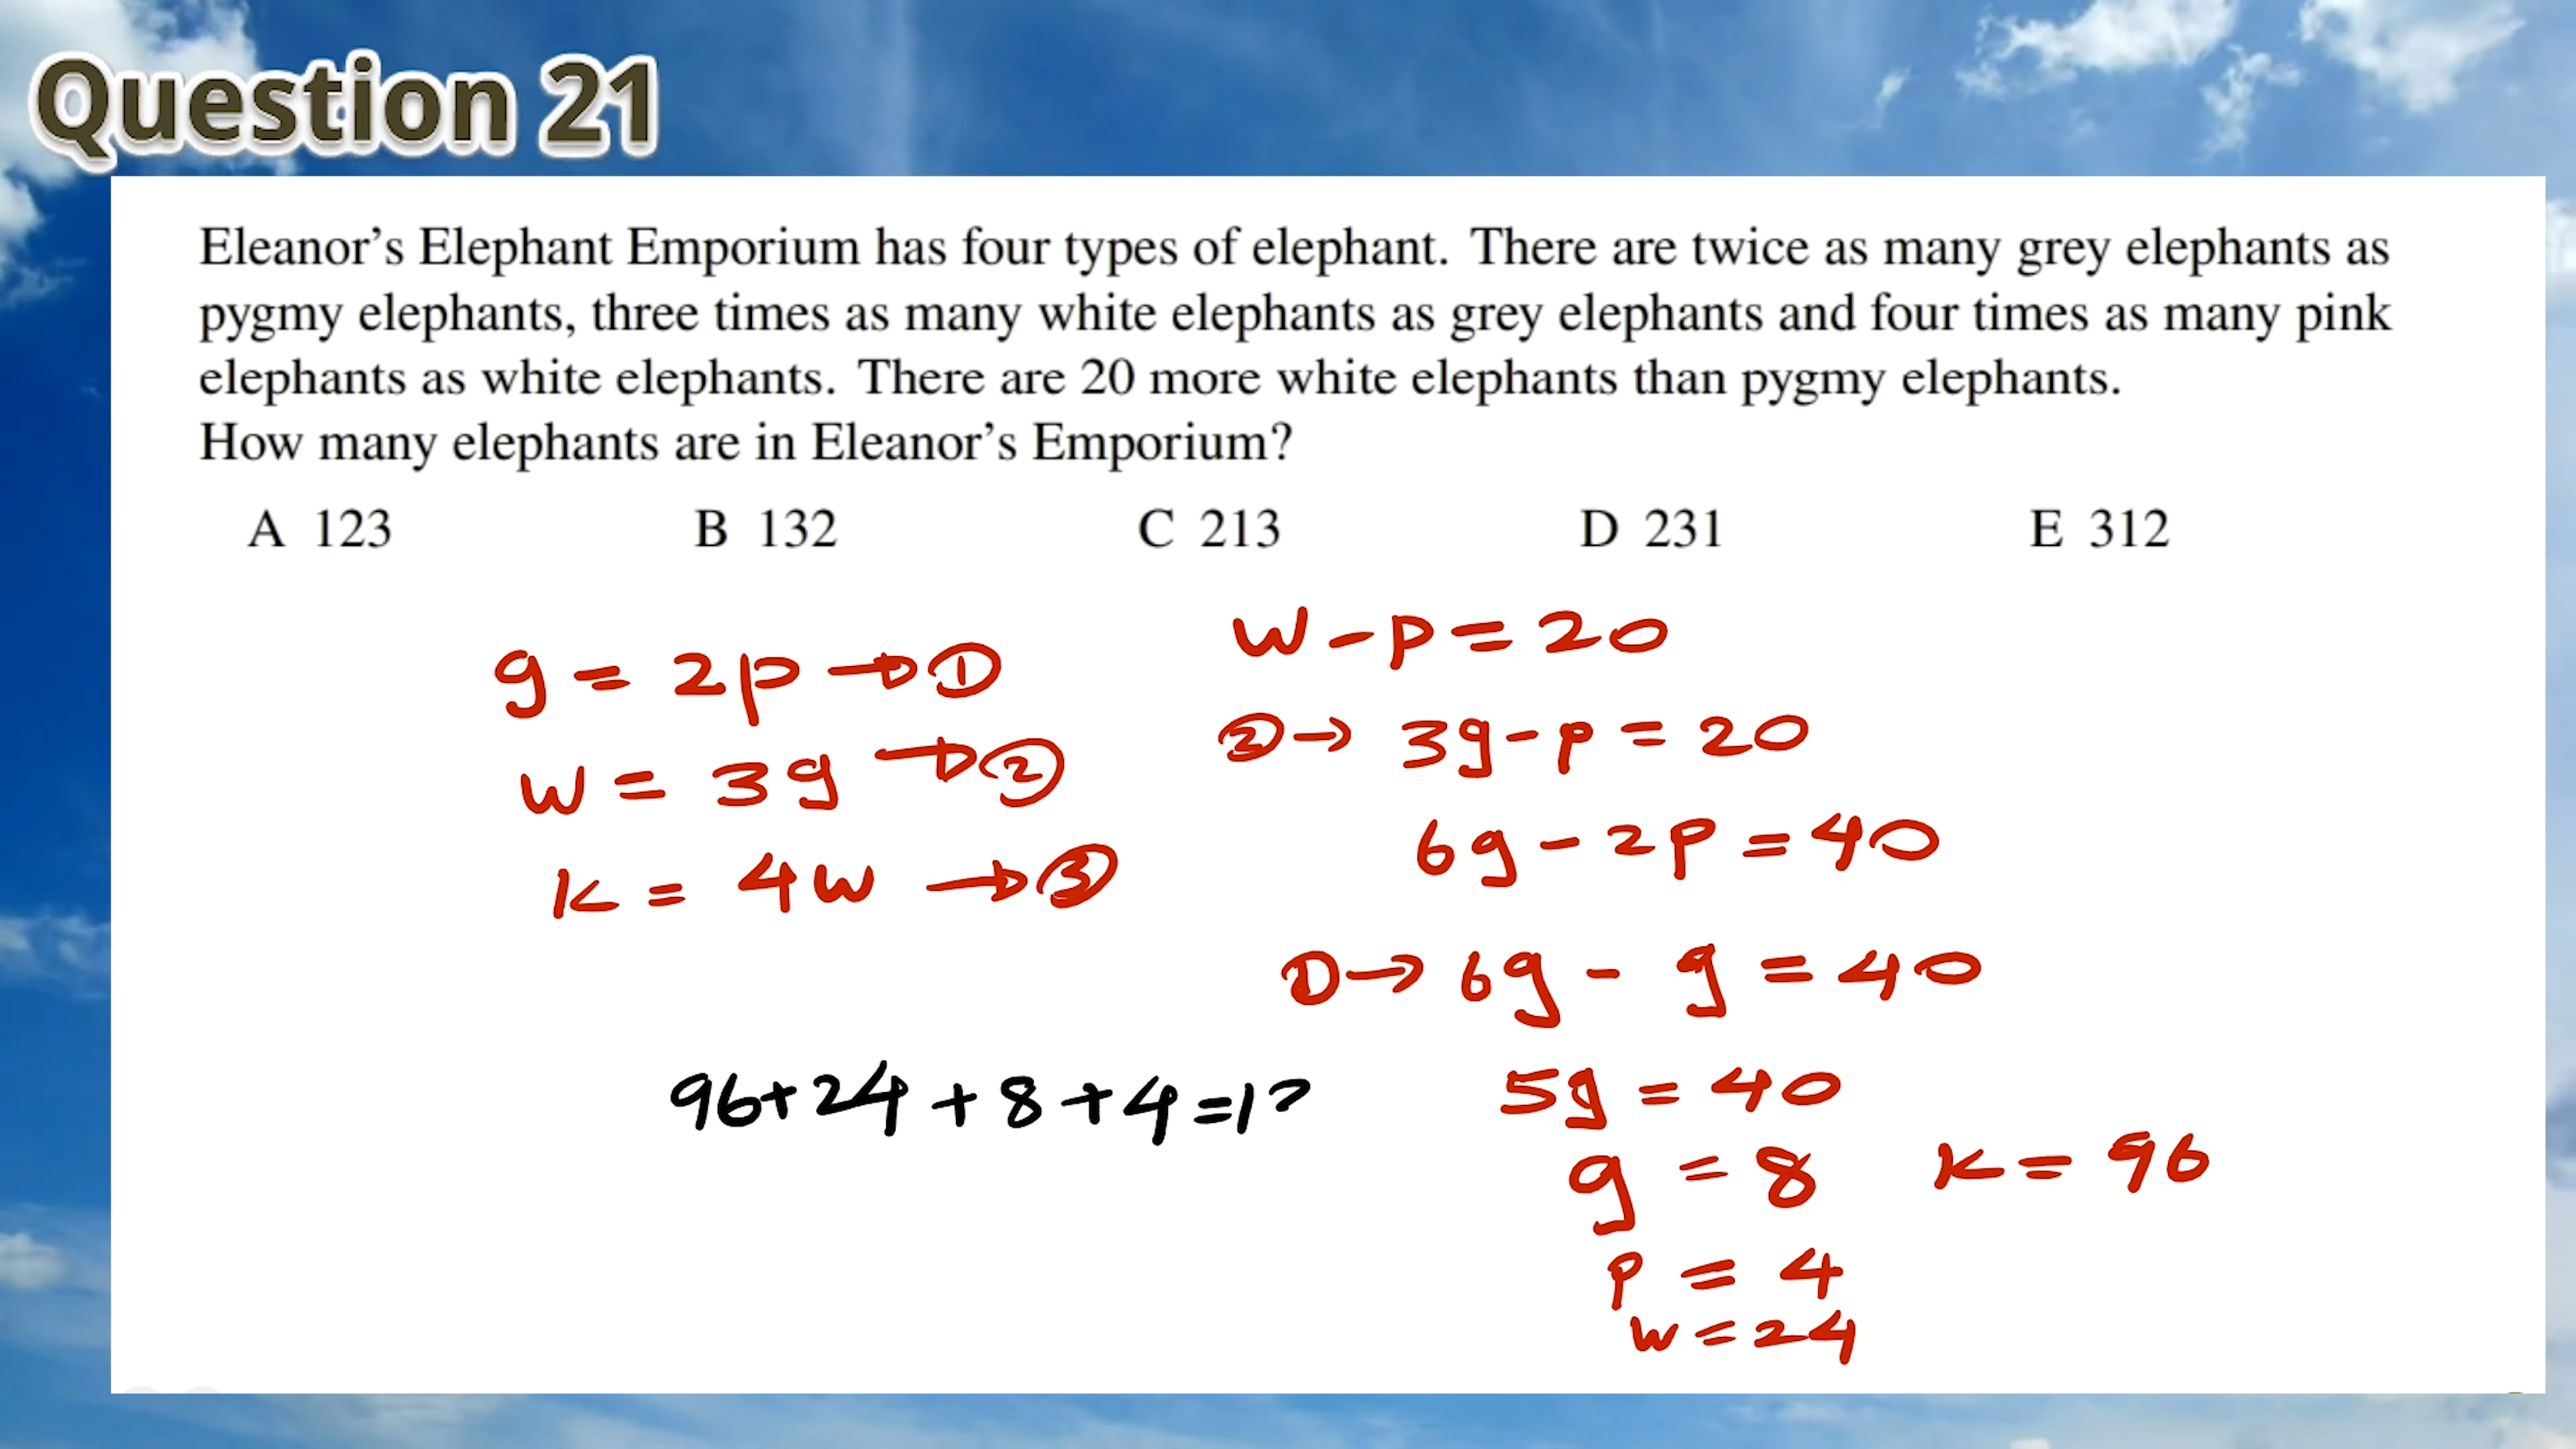 Question 21
Eleanor's Elephant Emporium has four types of elephant. There are twice as many grey elephants as
pygmy elephants, three times as many white elephants as grey elephants and four times as many pink
elephants as white elephants. There are 20 more white elephants than pygmy elephants.
How many elephants are in Eleanor's Emporium?
A 123 B 132 C 213 D 231 E 312
g = 2p → ①
w = 3g → ②
k = 4w → ③
w - p = 20
② → 3g - p = 20
6g - 2p = 40
① → 6g - g = 40
5g = 40
g = 8 k = 96
p = 4
w = 24
96 + 24 + 8 + 4 = 1